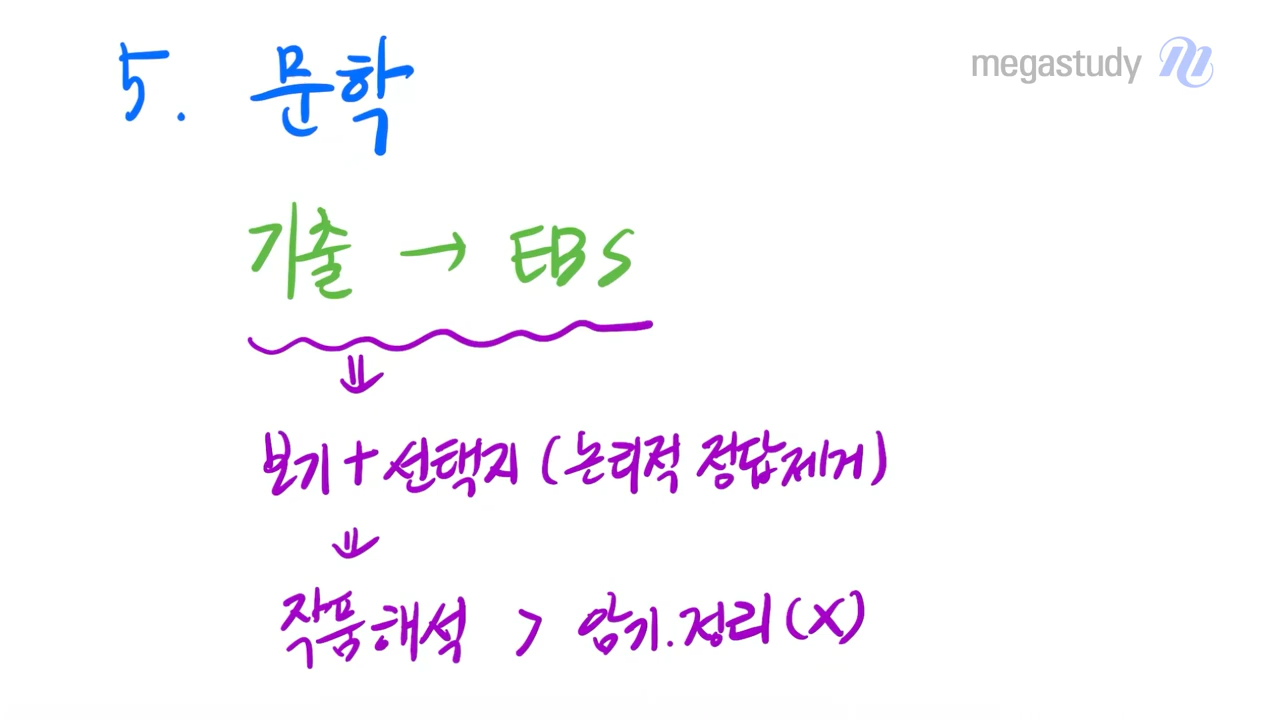 5. 문학
megastudy
기출 → EBS
보기 + 선택지 (논리적 정답제거)
작품해석 > 암기.정리(X)